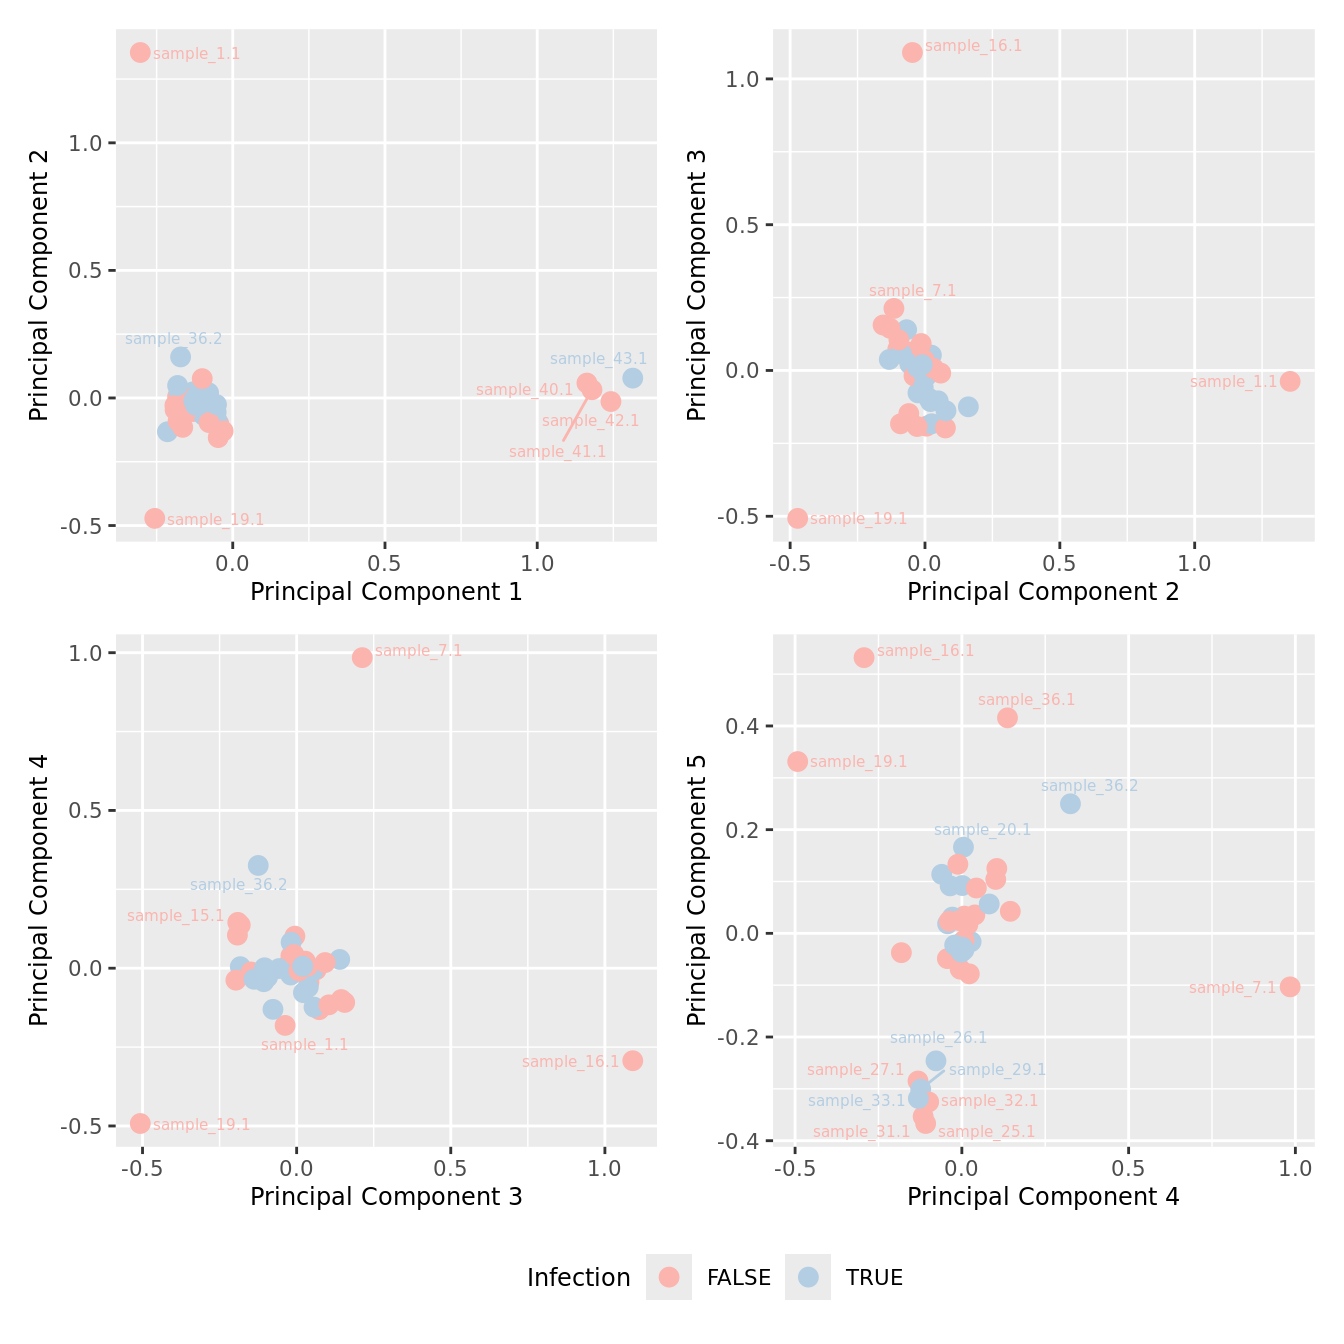 sample_1.1
1.0
0.5
sample_36.2
sample_43.1
sample_40.1
0.0
sample_42.1
sample_41.1
sample_19.1
-0.5
0.0 0.5 1.0
Principal Component 1
Principal Component 2
sample_16.1
1.0
0.5
sample_7.1
0.0
sample_1.1
sample_19.1
-0.5
-0.5 0.0 0.5 1.0
Principal Component 2
Principal Component 3
sample_7.1
1.0
0.5
sample_36.2
sample_15.1
0.0
sample_1.1
sample_16.1
sample_19.1
-0.5
-0.5 0.0 0.5 1.0
Principal Component 3
Principal Component 4
sample_16.1
sample_36.1
0.4
sample_19.1
sample_36.2
sample_20.1
0.2
0.0
sample_7.1
-0.2
sample_26.1
sample_27.1 sample_29.1
sample_33.1 sample_32.1
sample_31.1 sample_25.1
-0.4
-0.5 0.0 0.5 1.0
Principal Component 4
Principal Component 5
Infection FALSE TRUE